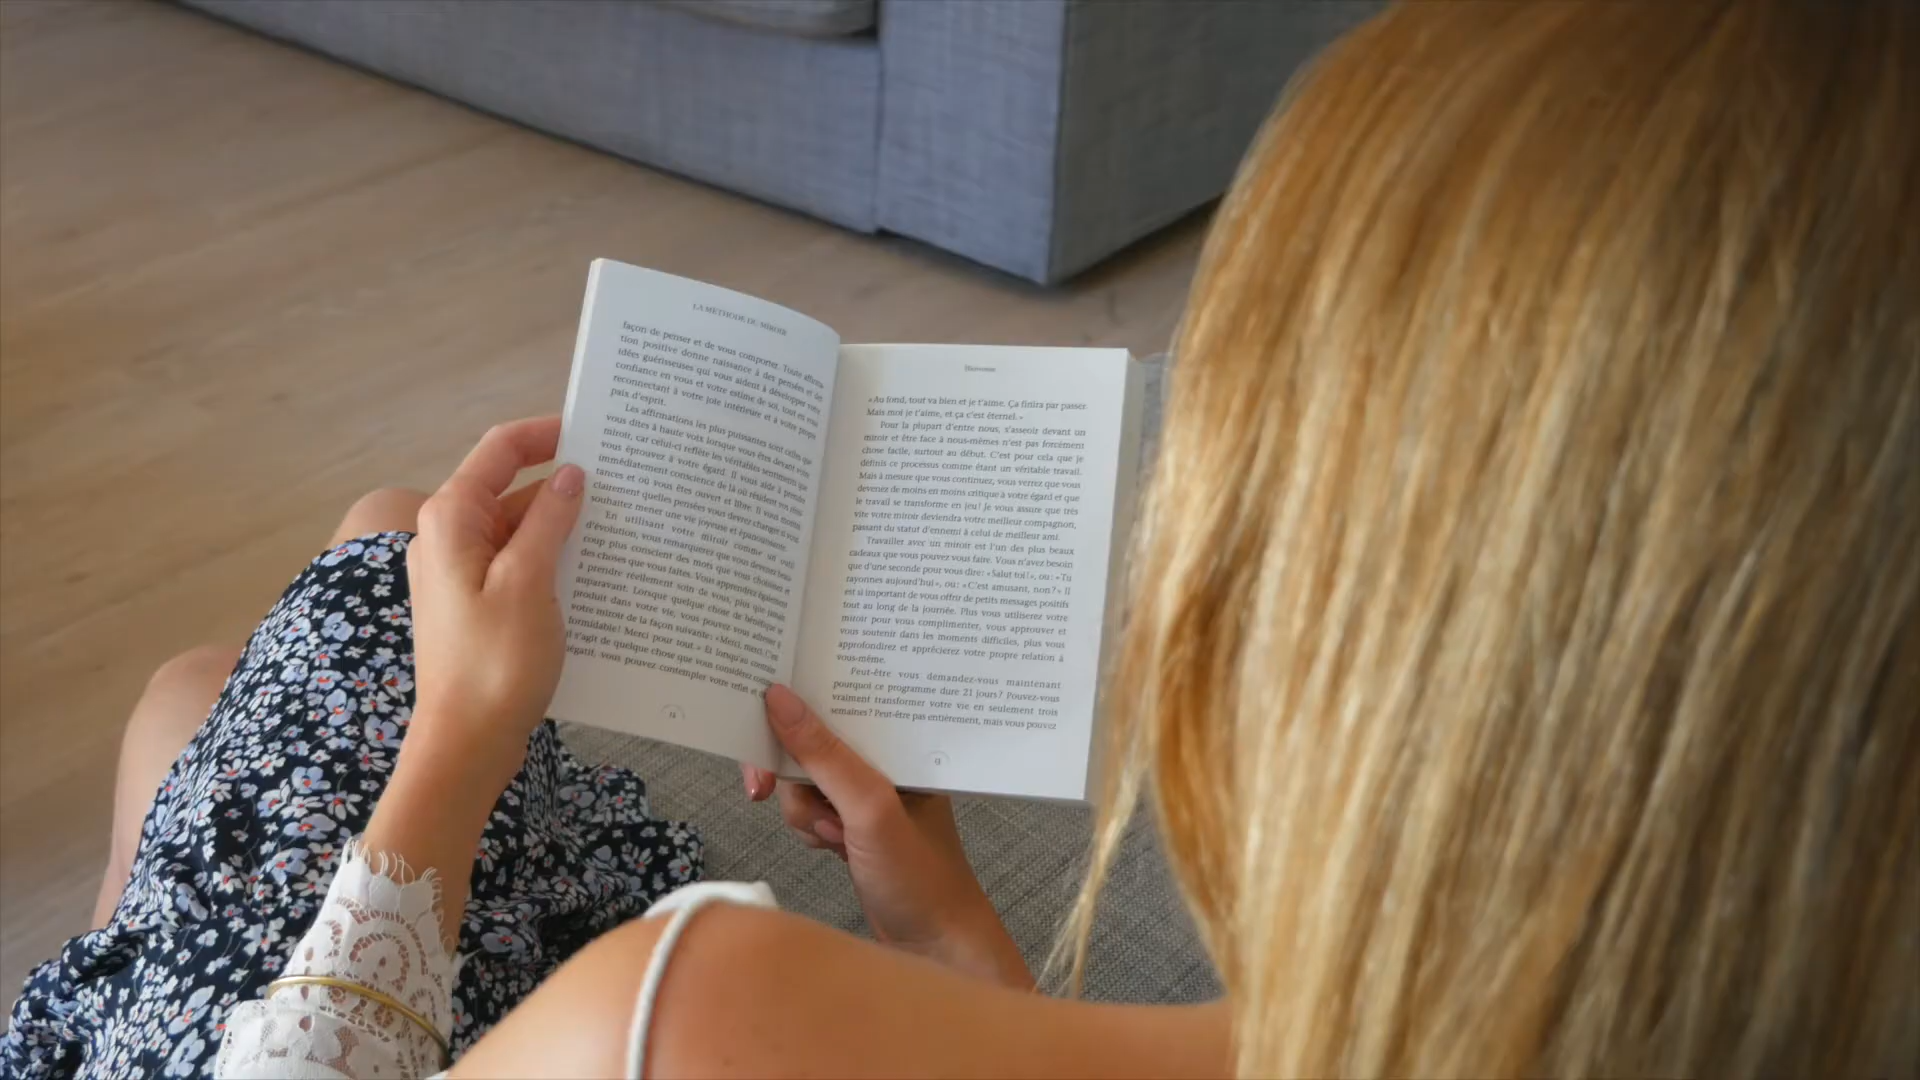 LA MÉTHODE DU MIROIR
façon de penser et de vous comporter. Toute affirma-
tion positive donne naissance à des pensées et des
idées guérisseuses qui vous aident à développer votre
confiance en vous et votre estime de soi, tout en vous
reconnectant à votre joie intérieure et à votre propre
paix d'esprit.
Les affirmations les plus puissantes sont celles que
vous dites à haute voix lorsque vous êtes devant votre
miroir, car celui-ci reflète les véritables sentiments que
vous éprouvez à votre égard. Il vous aide à prendre
immédiatement conscience de là où résident vos résis-
tances et où vous êtes ouvert et libre. Il vous montre
clairement quelles pensées vous devrez changer si vous
souhaitez mener une vie joyeuse et épanouissante.
En utilisant votre miroir comme un outil
d'évolution, vous remarquerez que vous devenez beau-
coup plus conscient des mots que vous choisissez et
des choses que vous faites. Vous apprendrez également
à prendre réellement soin de vous, plus que jamais
auparavant. Lorsque quelque chose de bénéfique se
produit dans votre vie, vous pouvez vous adresser à
votre miroir de la façon suivante: «Merci, merci. C'est
formidable! Merci pour tout.» Et lorsqu'au contraire
il s'agit de quelque chose que vous considérez comme
négatif, vous pouvez contempler votre reflet et
12
«Au fond, tout va bien et je t'aime. Ça finira par passer.
Mais moi je t'aime, et ça c'est éternel.»
Pour la plupart d'entre nous, s'asseoir devant un
miroir et être face à nous-mêmes n'est pas forcément
chose facile, surtout au début. C'est pour cela que je
définis ce processus comme étant un véritable travail.
Mais à mesure que vous continuez, vous verrez que vous
devenez de moins en moins critique à votre égard et que
le travail se transforme en jeu! Je vous assure que très
vite votre miroir deviendra votre meilleur compagnon,
passant du statut d'ennemi à celui de meilleur ami.
Travailler avec un miroir est l'un des plus beaux
cadeaux que vous pouvez vous faire. Vous n'avez besoin
que d'une seconde pour vous dire: «Salut toi!», ou: «Tu
rayonnes aujourd'hui», ou: «C'est amusant, non?» Il
est si important de vous offrir de petits messages positifs
tout au long de la journée. Plus vous utiliserez votre
miroir pour vous complimenter, vous approuver et
vous soutenir dans les moments difficiles, plus vous
approfondirez et apprécierez votre propre relation à
vous-même.
Peut-être vous demandez-vous maintenant
pourquoi ce programme dure 21 jours? Pouvez-vous
vraiment transformer votre vie en seulement trois
semaines? Peut-être pas entièrement, mais vous pouvez